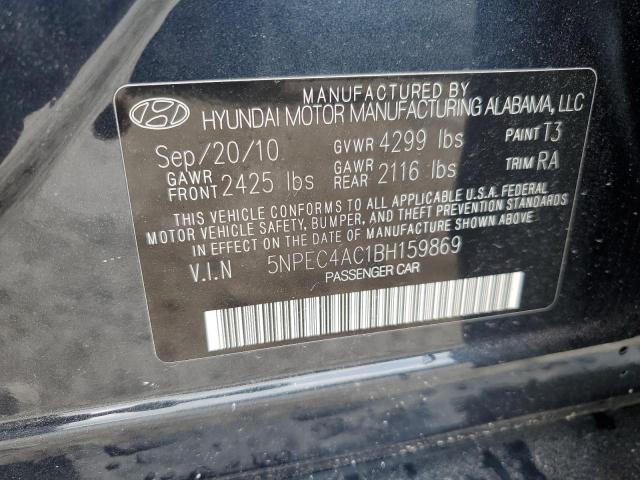 MANUFACTURED BY
HYUNDAI MOTOR MANUFACTURING ALABAMA, LLC
Sep/20/10 GVWR 4299 lbs PAINT T3
GAWR FRONT 2425 lbs GAWR REAR 2116 lbs TRIM RA
THIS VEHICLE CONFORMS TO ALL APPLICABLE U.S.A FEDERAL
MOTOR VEHICLE SAFETY, BUMPER, AND THEFT PREVENTION STANDARDS
IN EFFECT ON THE DATE OF MANUFACTURE SHOWN ABOVE.
V.I.N 5NPEC4AC1BH159869
PASSENGER CAR